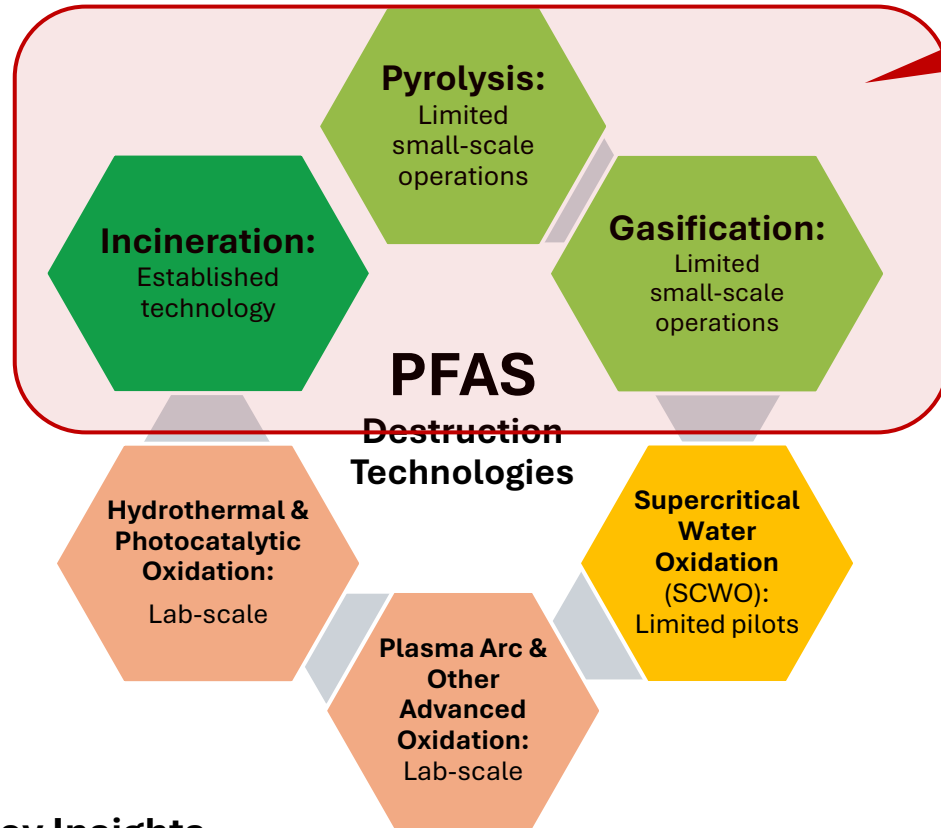 Pyrolysis:
Limited
small-scale
operations
Incineration:
Established
technology
Gasification:
Limited
small-scale
operations
PFAS
Destruction
Technologies
Hydrothermal &
Photocatalytic
Oxidation:
Lab-scale
Supercritical
Water
Oxidation
(SCWO):
Limited pilots
Plasma Arc &
Other
Advanced
Oxidation:
Lab-scale
Insights